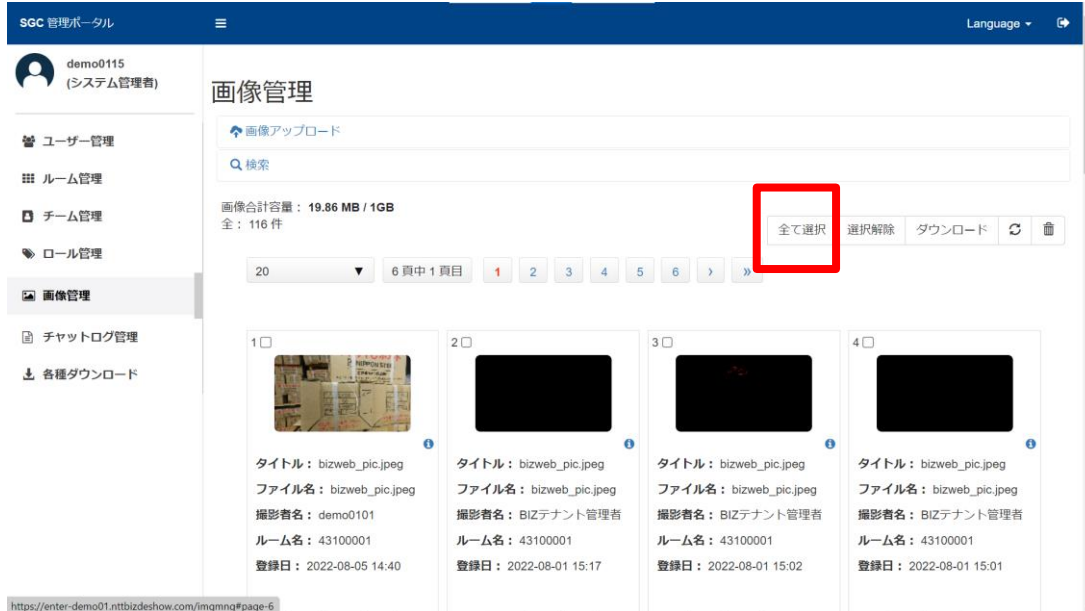 SGC 管理ポータル
Language
demo0115
(システム管理者)
ユーザー管理
ルーム管理
チーム管理
ロール管理
画像管理
チャットログ管理
各種ダウンロード
画像管理
画像アップロード
検索
画像合計容量： 19.86 MB / 1GB
全： 116 件
全て選択 選択解除 ダウンロード
20 ▼ 6 頁中 1 頁目 1 2 3 4 5 6 › »
1 2 3 4
NIPPON STEEL
タイトル： bizweb_pic.jpeg
ファイル名： bizweb_pic.jpeg
撮影者名： demo0101
ルーム名： 43100001
登録日： 2022-08-05 14:40
タイトル： bizweb_pic.jpeg
ファイル名： bizweb_pic.jpeg
撮影者名： BIZテナント管理者
ルーム名： 43100001
登録日： 2022-08-01 15:17
タイトル： bizweb_pic.jpeg
ファイル名： bizweb_pic.jpeg
撮影者名： BIZテナント管理者
ルーム名： 43100001
登録日： 2022-08-01 15:02
タイトル： bizweb_pic.jpeg
ファイル名： bizweb_pic.jpeg
撮影者名： BIZテナント管理者
ルーム名： 43100001
登録日： 2022-08-01 15:01
https://enter-demo01.nttbizdeshow.com/imgmng#page-6